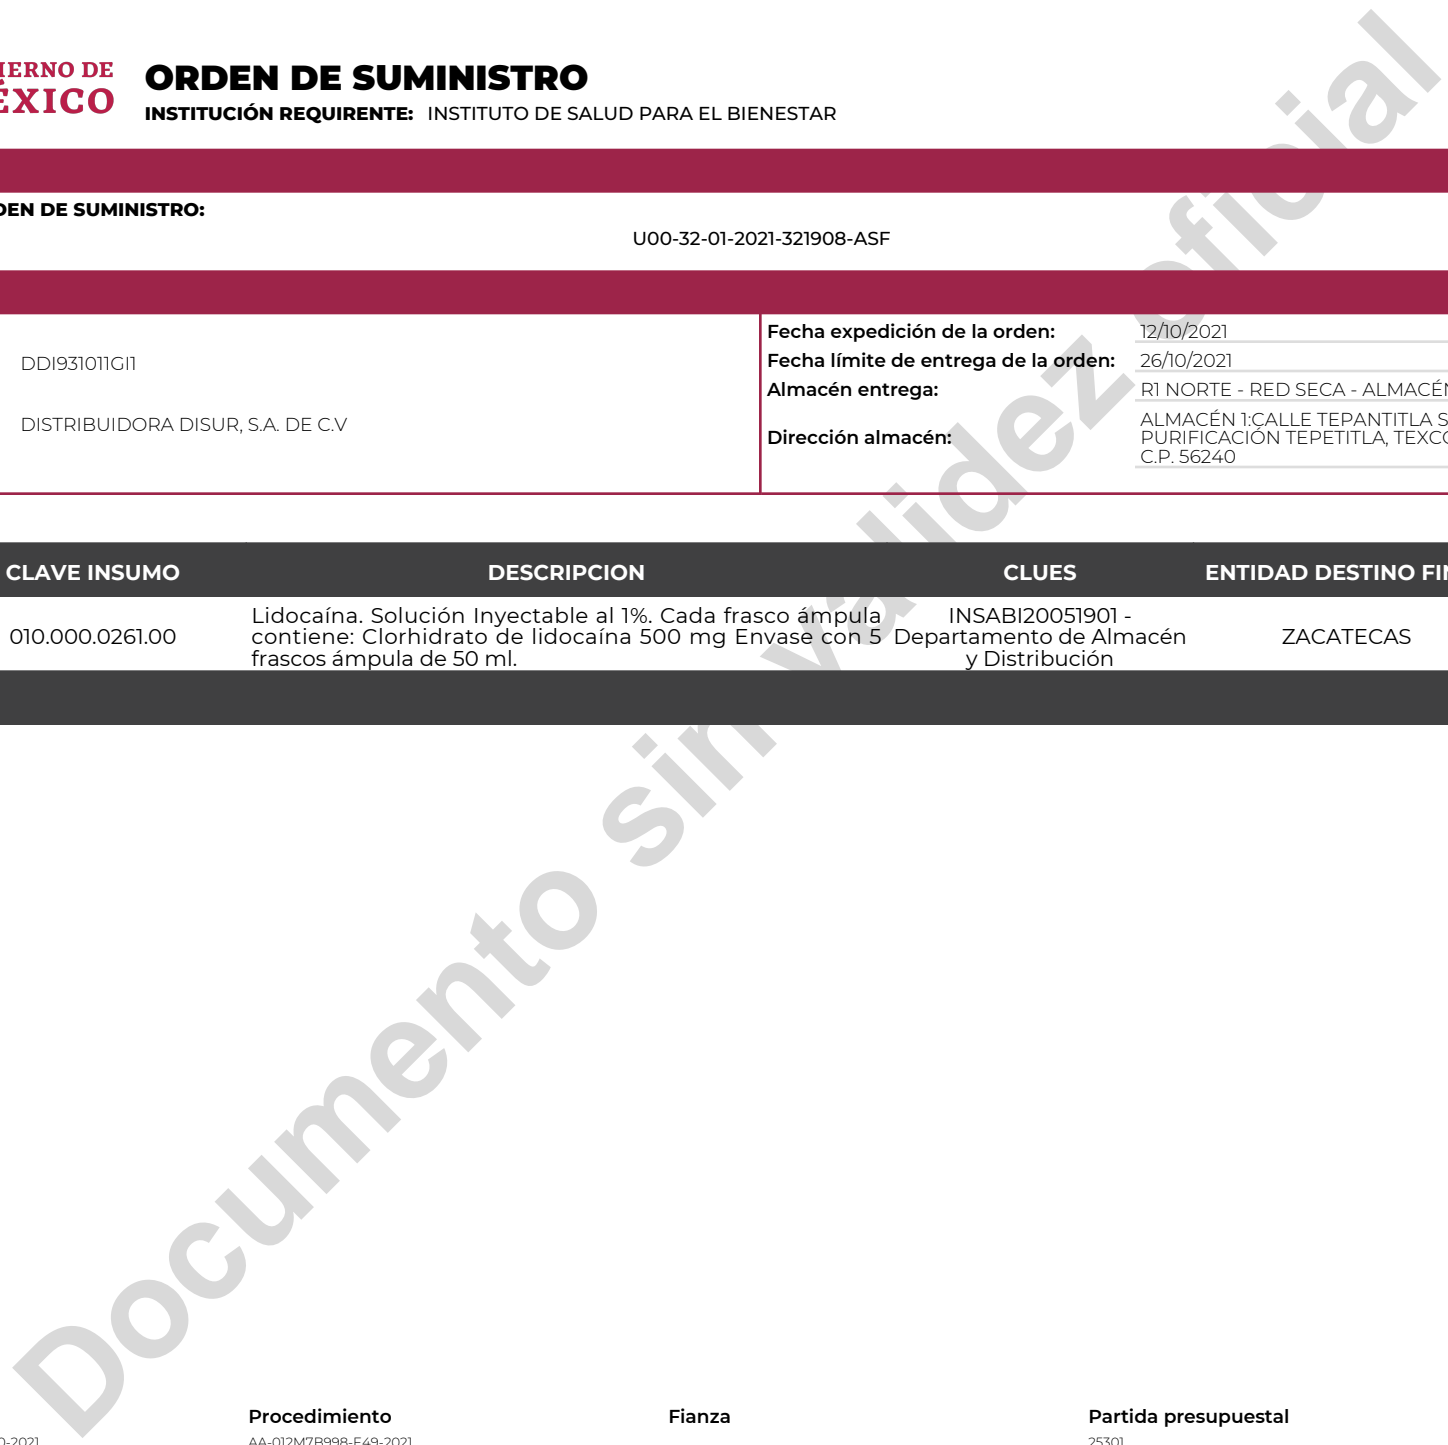 IERNO DE
ÉXICO
ORDEN DE SUMINISTRO
INSTITUCIÓN REQUIRENTE: INSTITUTO DE SALUD PARA EL BIENESTAR
DEN DE SUMINISTRO:
U00-32-01-2021-321908-ASF
DDI931011GI1
DISTRIBUIDORA DISUR, S.A. DE C.V
Fecha expedición de la orden: 12/10/2021
Fecha límite de entrega de la orden: 26/10/2021
Almacén entrega: R1 NORTE - RED SECA - ALMACÉN
Dirección almacén: ALMACÉN 1:CALLE TEPANTITLA S
PURIFICACIÓN TEPETITLA, TEXCO
C.P. 56240
CLAVE INSUMO DESCRIPCION CLUES ENTIDAD DESTINO FIN
010.000.0261.00
Lidocaína. Solución Inyectable al 1%. Cada frasco ámpula
contiene: Clorhidrato de lidocaína 500 mg Envase con 5
frascos ámpula de 50 ml.
INSABI20051901 -
Departamento de Almacén
y Distribución
ZACATECAS
Documento sin validez oficial
Procedimiento Fianza Partida presupuestal
0-2021 AA-012M7B998-E49-2021 25301